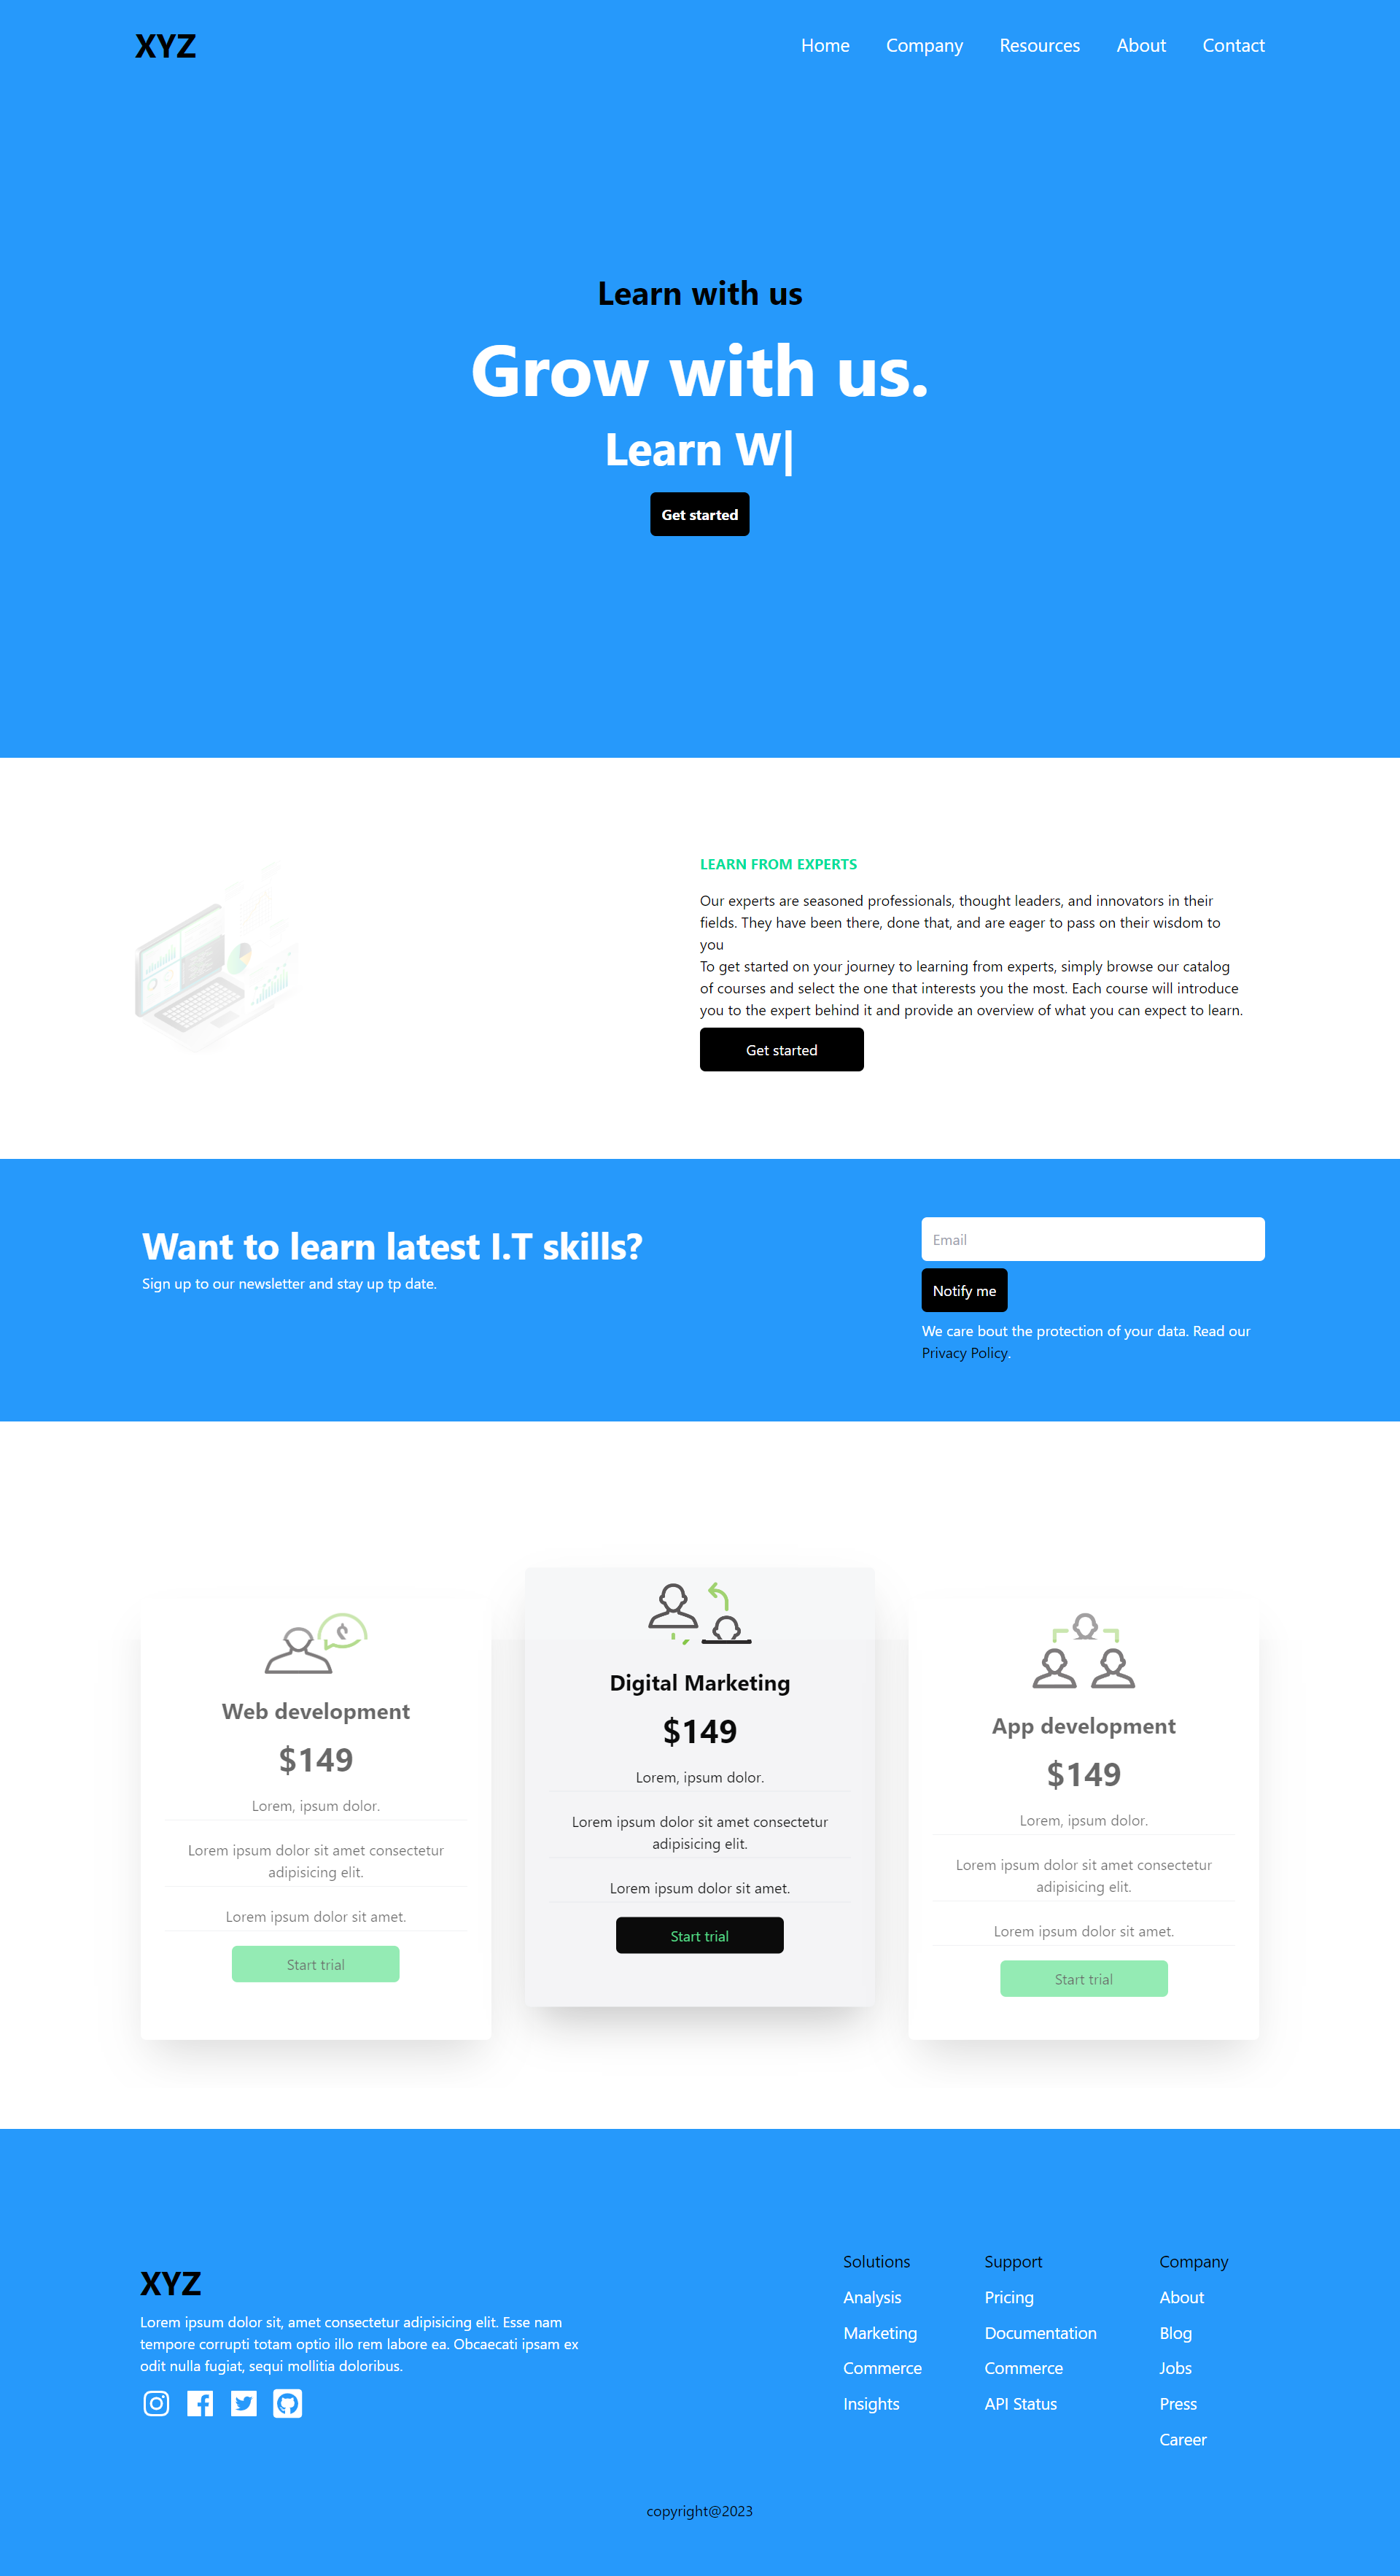 XYZ
Home Company Resources About Contact
Learn with us
Grow with us.
Learn W|
Get started
LEARN FROM EXPERTS
Our experts are seasoned professionals, thought leaders, and innovators in their
fields. They have been there, done that, and are eager to pass on their wisdom to
you
To get started on your journey to learning from experts, simply browse our catalog
of courses and select the one that interests you the most. Each course will introduce
you to the expert behind it and provide an overview of what you can expect to learn.
Get started
Want to learn latest I.T skills?
Sign up to our newsletter and stay up tp date.
Email
Notify me
We care bout the protection of your data. Read our
Privacy Policy.
Web development
$149
Lorem, ipsum dolor.
Lorem ipsum dolor sit amet consectetur
adipisicing elit.
Lorem ipsum dolor sit amet.
Start trial
Digital Marketing
$149
Lorem, ipsum dolor.
Lorem ipsum dolor sit amet consectetur
adipisicing elit.
Lorem ipsum dolor sit amet.
Start trial
App development
$149
Lorem, ipsum dolor.
Lorem ipsum dolor sit amet consectetur
adipisicing elit.
Lorem ipsum dolor sit amet.
Start trial
XYZ
Lorem ipsum dolor sit, amet consectetur adipisicing elit. Esse nam
tempore corrupti totam optio illo rem labore ea. Obcaecati ipsam ex
odit nulla fugiat, sequi mollitia doloribus.
Solutions
Analysis
Marketing
Commerce
Insights
Support
Pricing
Documentation
Commerce
API Status
Company
About
Blog
Jobs
Press
Career
copyright@2023